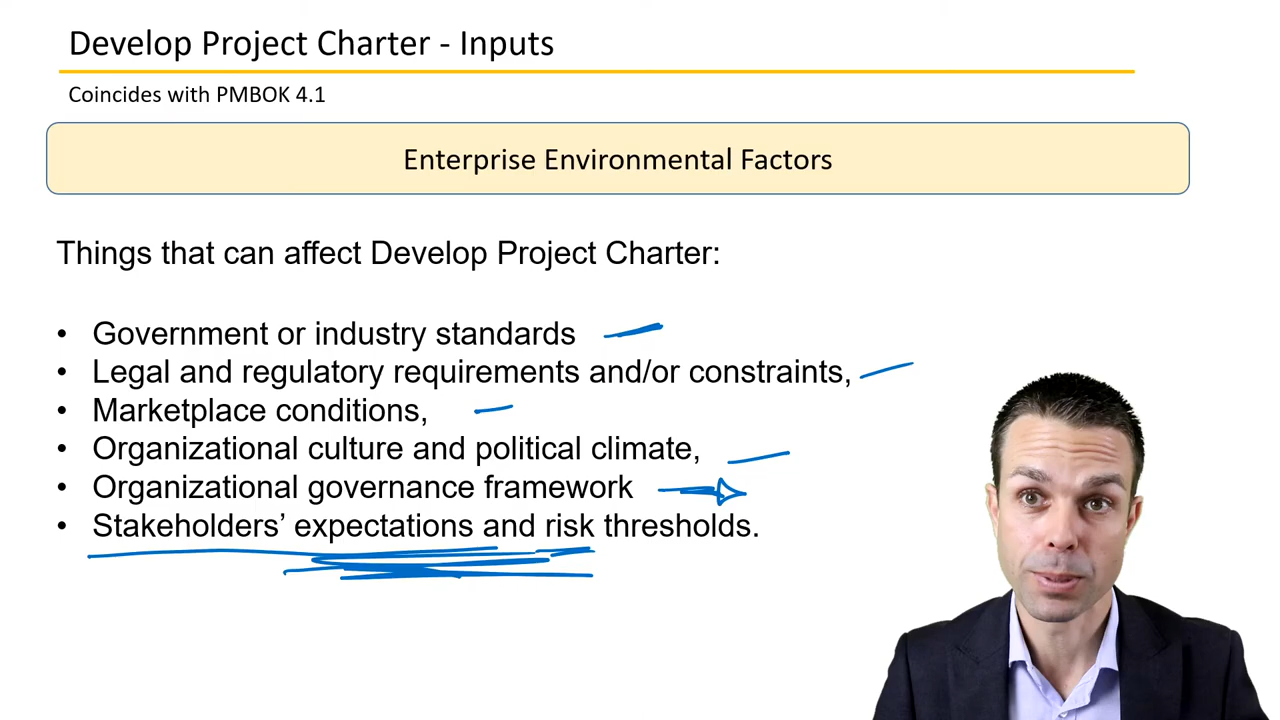 Develop Project Charter - Inputs
Coincides with PMBOK 4.1
Enterprise Environmental Factors
Things that can affect Develop Project Charter:
• Government or industry standards
• Legal and regulatory requirements and/or constraints,
• Marketplace conditions,
• Organizational culture and political climate,
• Organizational governance framework
• Stakeholders’ expectations and risk thresholds.